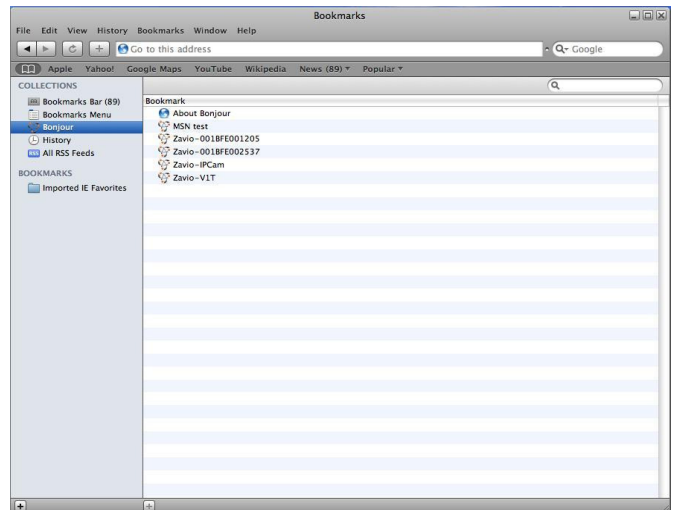 Bookmarks
File Edit View History Bookmarks Window Help
Go to this address
Google
Apple Yahoo! Google Maps YouTube Wikipedia News (89) Popular
COLLECTIONS
Bookmarks Bar (89)
Bookmarks Menu
Bonjour
History
RSS All RSS Feeds
BOOKMARKS
Imported IE Favorites
Bookmark
About Bonjour
MSN test
Zavio-001BFE001205
Zavio-001BFE002537
Zavio-IPCam
Zavio-V1T